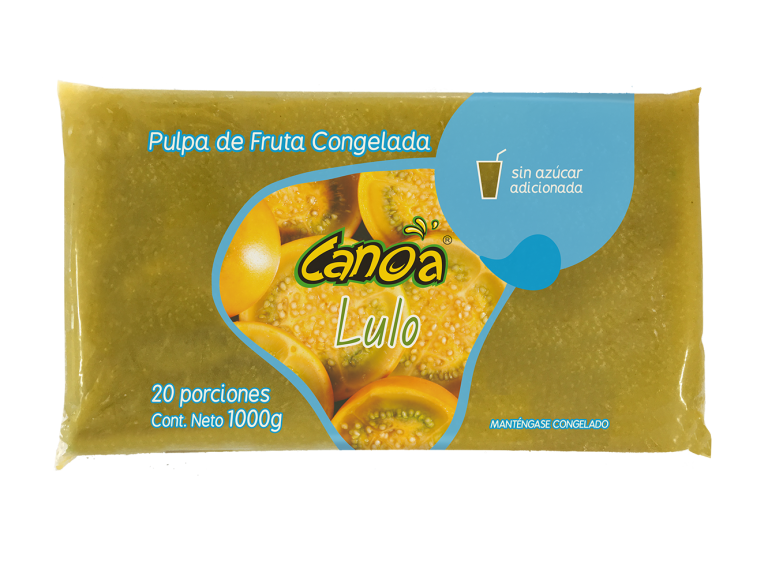 Pulpa de Fruta Congelada
sin azúcar
adicionada
Canoa®
Lulo
20 porciones
Cont. Neto 1000g
MANTÉNGASE CONGELADO